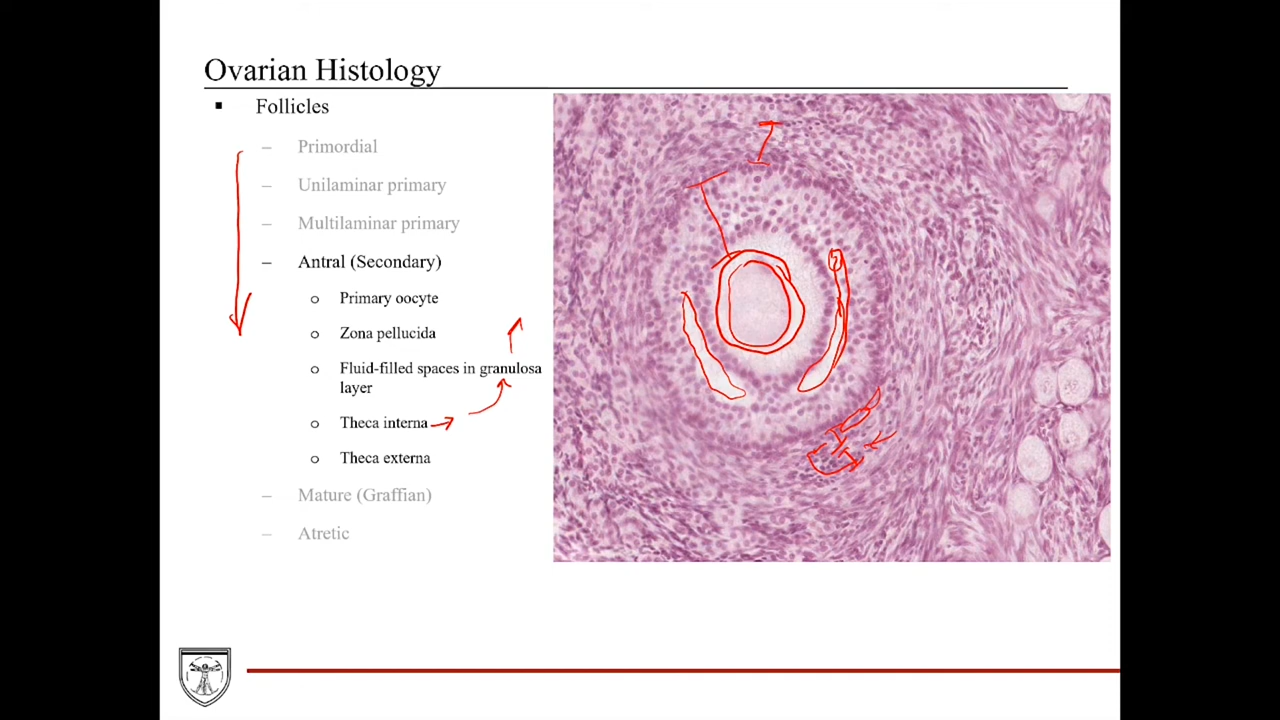 Ovarian Histology
▪ Follicles
– Primordial
– Unilaminar primary
– Multilaminar primary
– Antral (Secondary)
o Primary oocyte
o Zona pellucida
o Fluid-filled spaces in granulosa
layer
o Theca interna
o Theca externa
– Mature (Graffian)
– Atretic